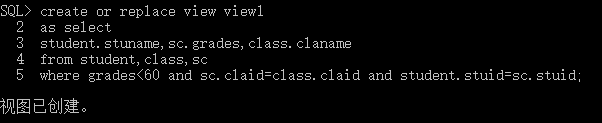 SQL> create or replace view view1
2 as select
3 student.stuname,sc.grades,class.claname
4 from student,class,sc
5 where grades<60 and sc.claid=class.claid and student.stuid=sc.stuid;
视图已创建。